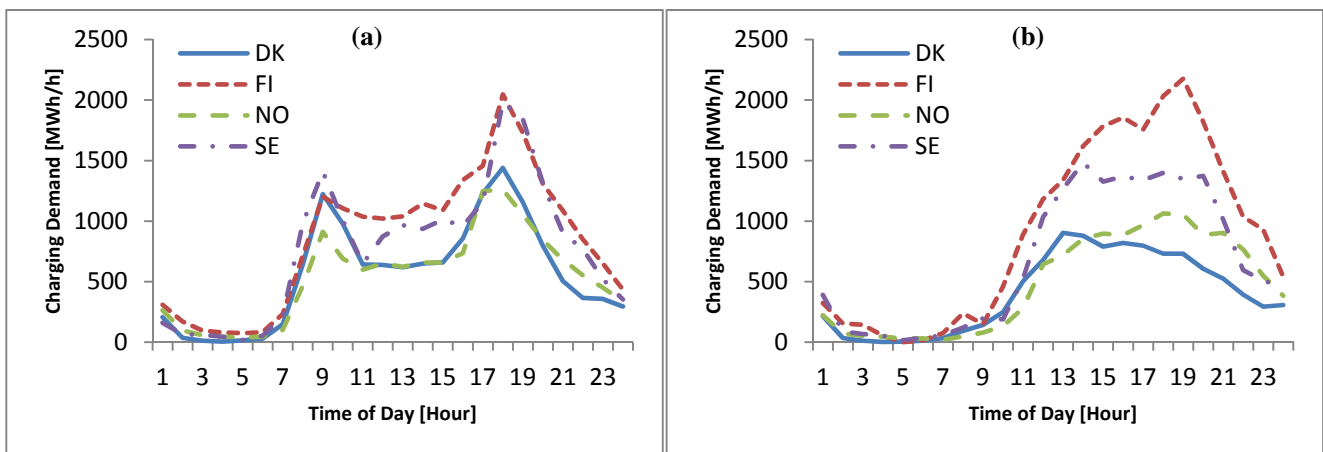 (a)
DK
FI
NO
SE
2500
2000
1500
1000
500
0
Charging Demand [MWh/h]
1 3 5 7 9 11 13 15 17 19 21 23
Time of Day [Hour]
(b)
DK
FI
NO
SE
2500
2000
1500
1000
500
0
Charging Demand [MWh/h]
1 3 5 7 9 11 13 15 17 19 21 23
Time of Day [Hour]